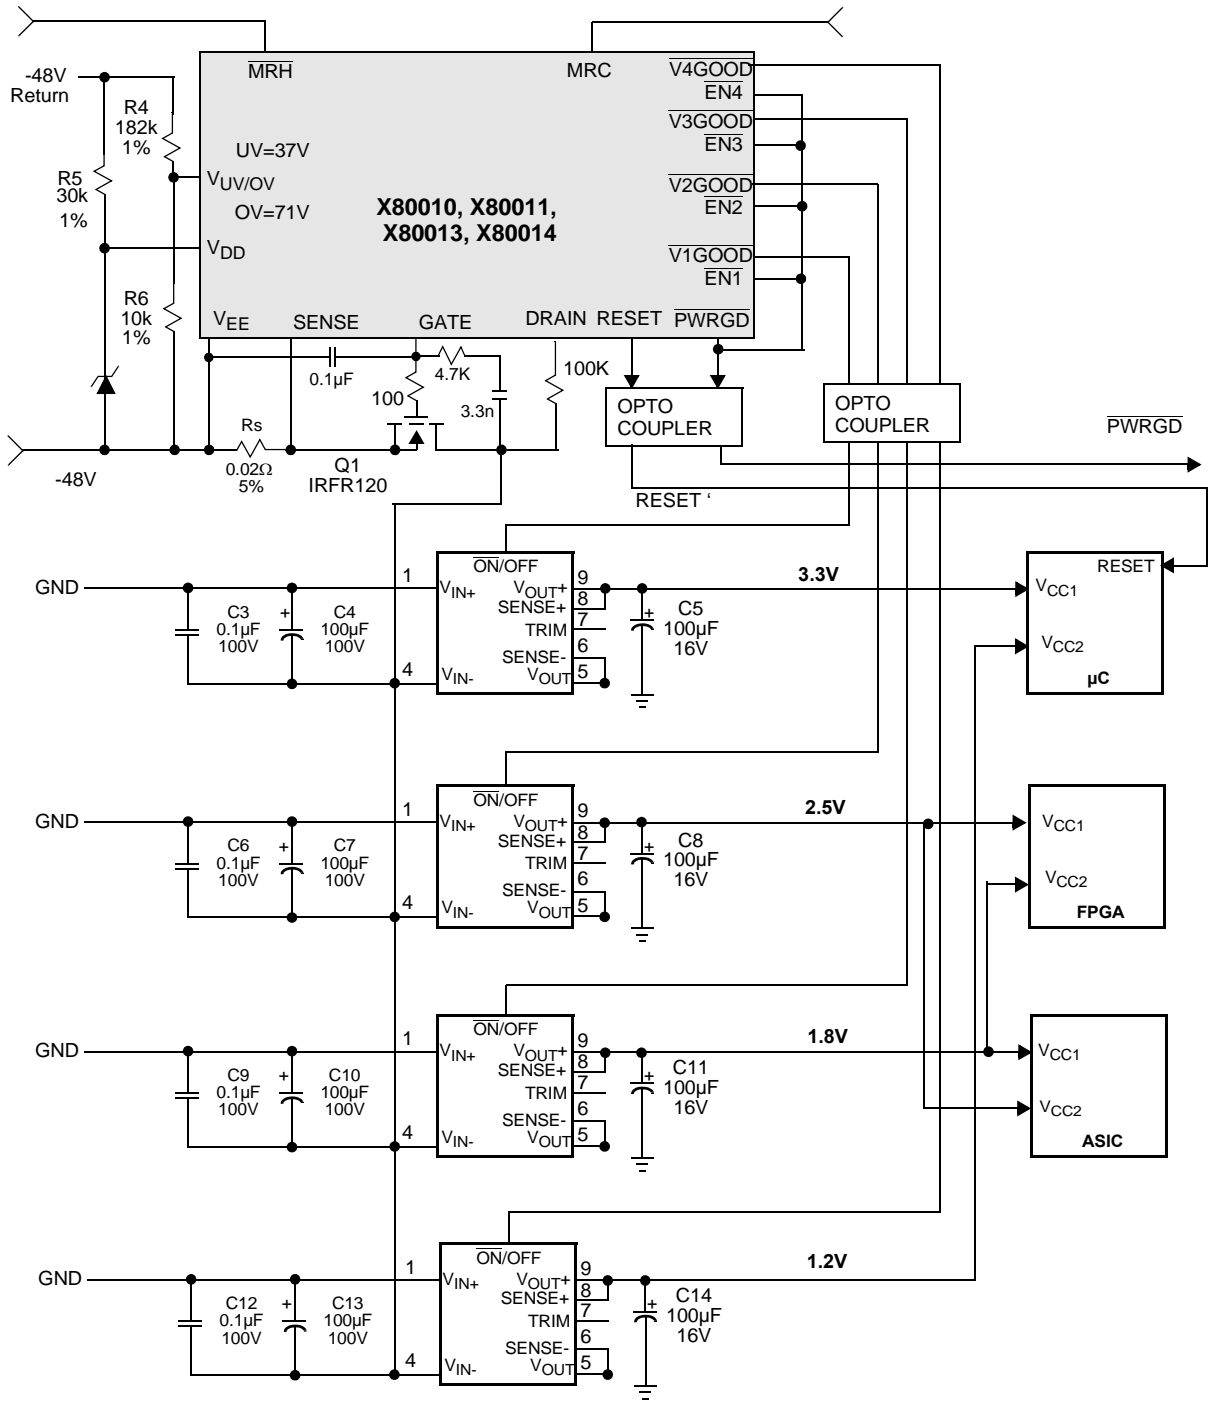 MRH
MRC
V4GOOD
EN4
V3GOOD
EN3
V2GOOD
EN2
V1GOOD
EN1
-48V
Return
R4
182k
1%
R5
30k
1%
UV=37V
VUV/OV
OV=71V
VDD
X80010, X80011,
X80013, X80014
R6
10k
1%
VEE
SENSE
GATE
DRAIN
RESET
PWRGD
0.1µF
4.7K
100
3.3n
100K
Rs
0.02Ω
5%
Q1
IRFR120
-48V
OPTO
COUPLER
OPTO
COUPLER
PWRGD
RESET ‘
GND
C3
0.1µF
100V
+
C4
100µF
100V
1
4
ON/OFF
VIN+
VIN-
VOUT+
SENSE+
TRIM
SENSE-
VOUT
9
8
7
6
5
+
C5
100µF
16V
3.3V
RESET
VCC1
VCC2
µC
GND
C6
0.1µF
100V
+
C7
100µF
100V
1
4
ON/OFF
VIN+
VIN-
VOUT+
SENSE+
TRIM
SENSE-
VOUT
9
8
7
6
5
+
C8
100µF
16V
2.5V
VCC1
VCC2
FPGA
GND
C9
0.1µF
100V
+
C10
100µF
100V
1
4
ON/OFF
VIN+
VIN-
VOUT+
SENSE+
TRIM
SENSE-
VOUT
9
8
7
6
5
+
C11
100µF
16V
1.8V
VCC1
VCC2
ASIC
GND
C12
0.1µF
100V
+
C13
100µF
100V
1
4
ON/OFF
VIN+
VIN-
VOUT+
SENSE+
TRIM
SENSE-
VOUT
9
8
7
6
5
+
C14
100µF
16V
1.2V